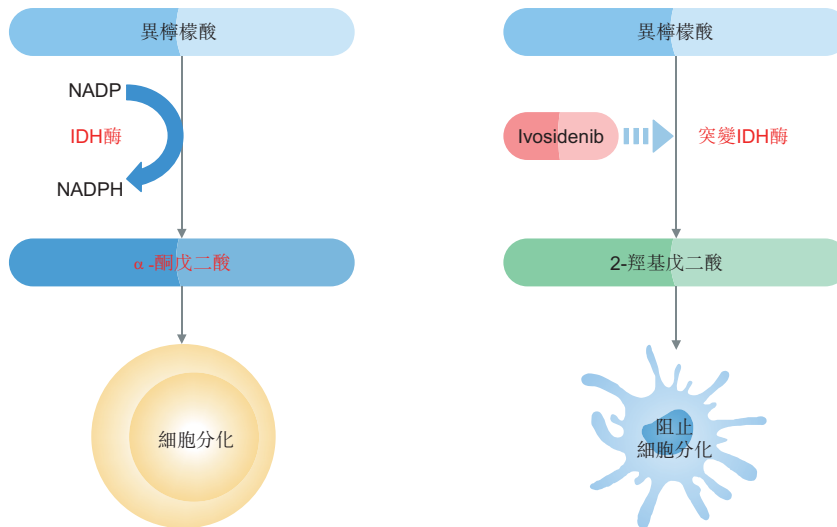 異檸檬酸
NADP
IDH酶
NADPH
α-酮戊二酸
細胞分化
異檸檬酸
Ivosidenib
突變IDH酶
2-羥基戊二酸
阻止
細胞分化